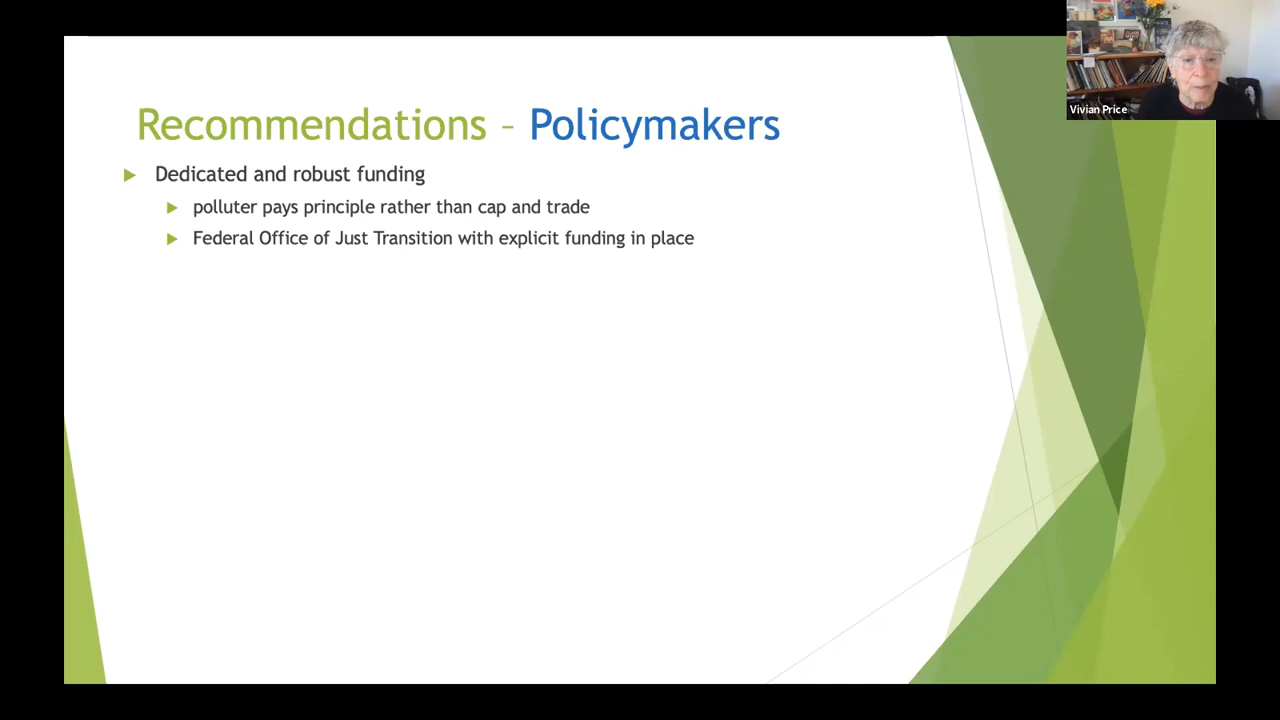 Recommendations – Policymakers
Dedicated and robust funding
polluter pays principle rather than cap and trade
Federal Office of Just Transition with explicit funding in place
Vivian Price